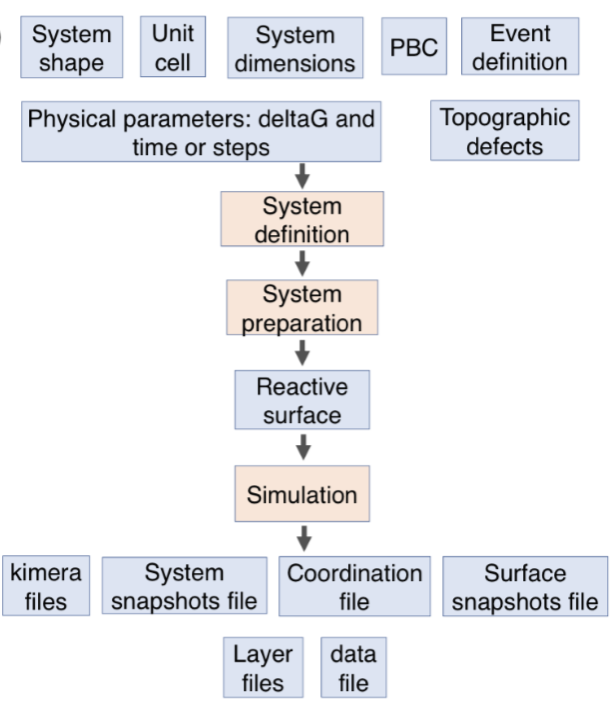 System
shape
Unit
cell
System
dimensions
PBC
Event
definition
Physical parameters: deltaG and
time or steps
Topographic
defects
System
definition
System
preparation
Reactive
surface
Simulation
kimera
files
System
snapshots file
Coordination
file
Surface
snapshots file
Layer
files
data
file